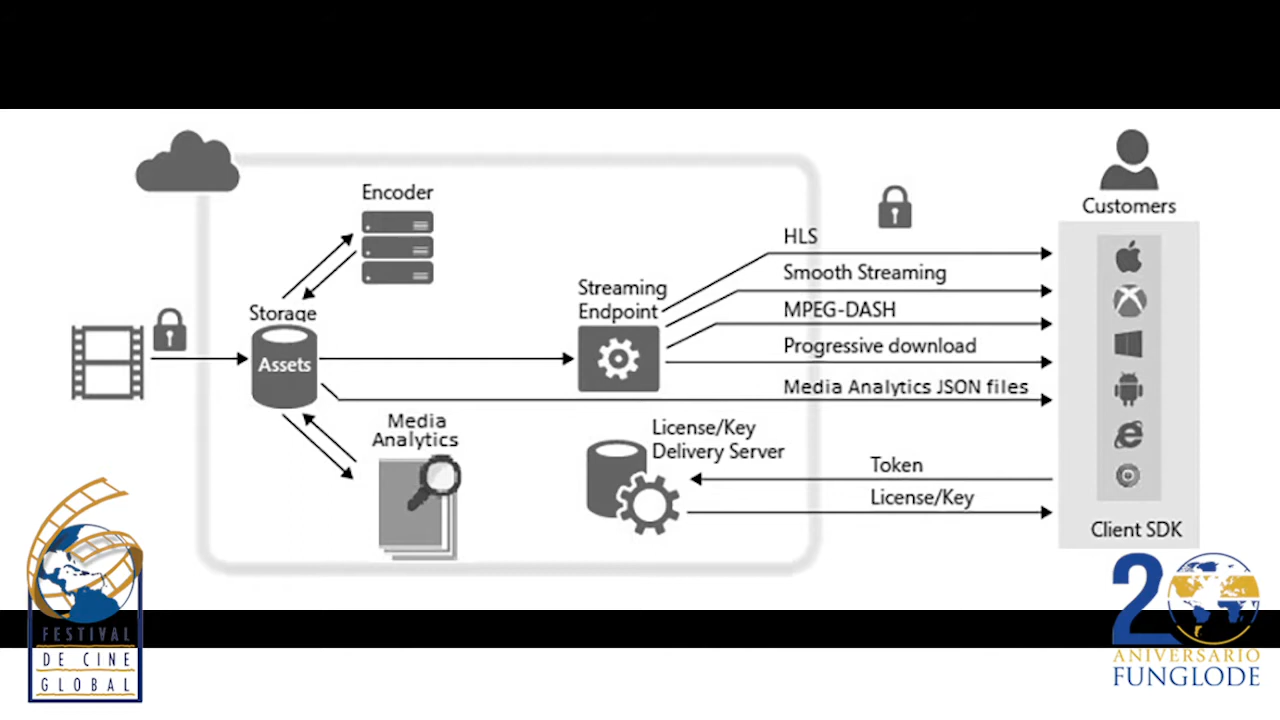 Encoder
Customers
HLS
Smooth Streaming
Streaming
Endpoint
MPEG-DASH
Storage
Assets
Progressive download
Media Analytics JSON files
Media
Analytics
License/Key
Delivery Server
Token
License/Key
Client SDK
FESTIVAL
DE CINE
GLOBAL
20
ANIVERSARIO
FUNGLODE